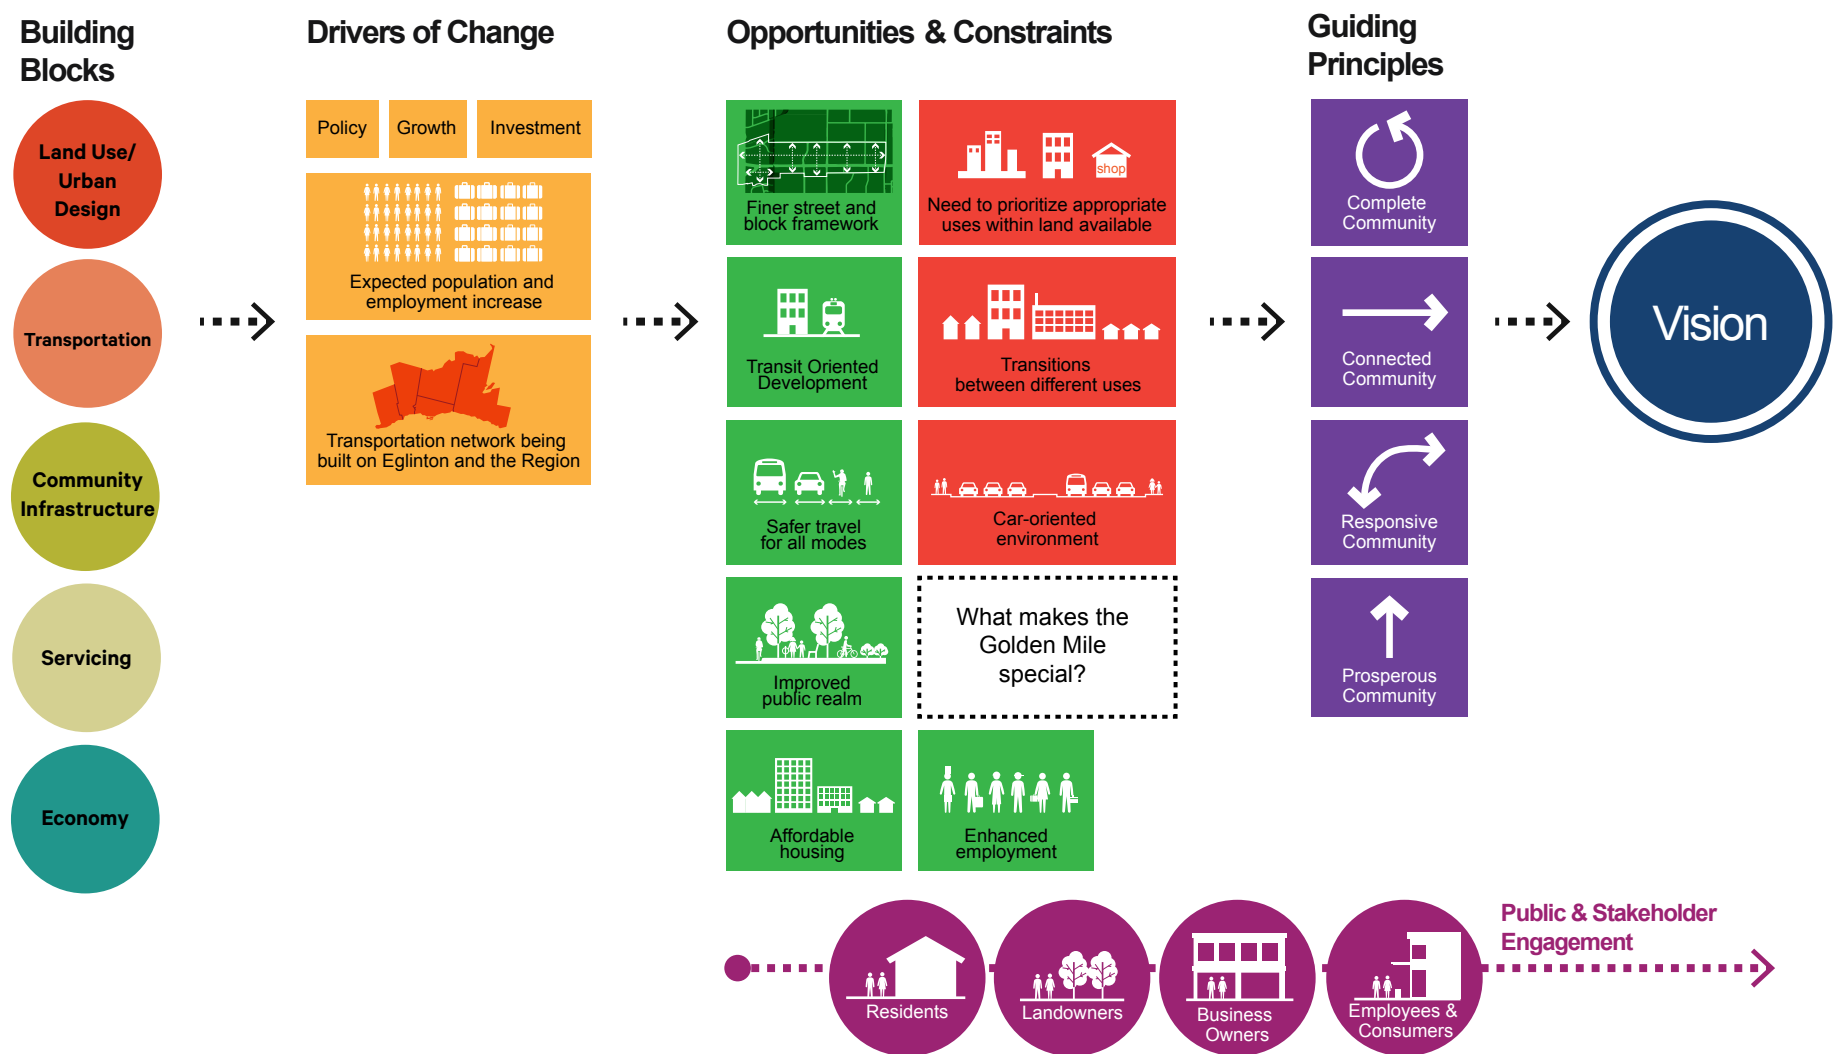 Building
Blocks
Land Use/
Urban
Design
Transportation
Community
Infrastructure
Servicing
Economy
Drivers of Change
Policy
Growth
Investment
Expected population and
employment increase
Transportation network being
built on Eglinton and the Region
Opportunities & Constraints
Finer street and
block framework
shop
Need to prioritize appropriate
uses within land available
Transit Oriented
Development
Transitions
between different uses
Safer travel
for all modes
Car-oriented
environment
Improved
public realm
What makes the
Golden Mile
special?
Affordable
housing
Enhanced
employment
Guiding
Principles
Complete
Community
Connected
Community
Responsive
Community
Prosperous
Community
Vision
Residents
Landowners
Business
Owners
Employees &
Consumers
Public & Stakeholder
Engagement